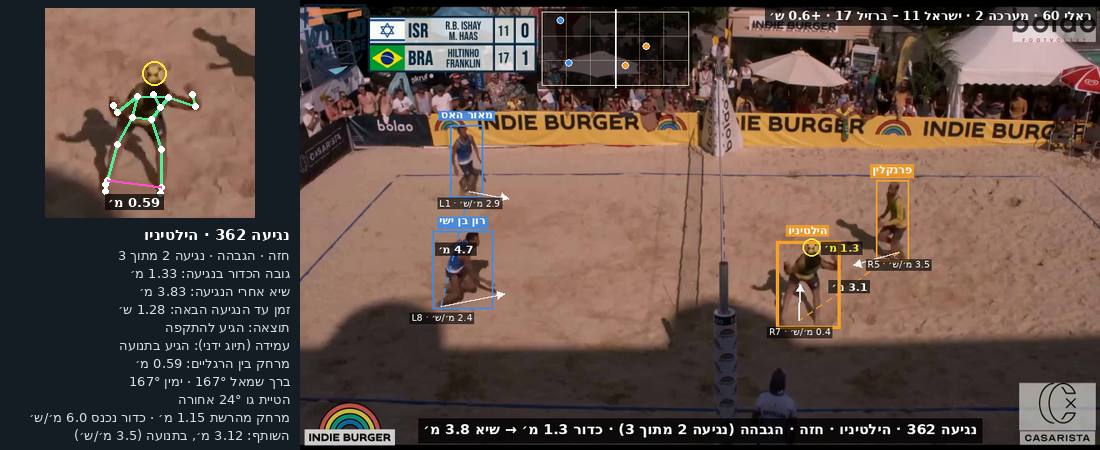 ראלי 60 · מערכה 2 · ישראל 11 – ברזיל 17 · +0.6 ש׳
ISR R.B. ISHAY M. HAAS 11 0
BRA HILTINHO FRANKLIN 17 1
bolao
FOOTVOLLEY
INDIE BURGER
CASARISTA
bolao
INDIE BURGER
INDIE BURGER
INDIE BURGER
bolao
מאור האס
L1 · 2.9 מ׳/ש׳
רון בן ישי
4.7 מ׳
L8 · 2.4 מ׳/ש׳
פרנקלין
R5 · 3.5 מ׳/ש׳
הילטיניו
1.3 מ׳
3.1 מ׳
R7 · 0.4 מ׳/ש׳
0.59 מ׳
נגיעה 362 · הילטיניו
חזה · הגבהה · נגיעה 2 מתוך 3
גובה הכדור בנגיעה: 1.33 מ׳
שיא אחרי הנגיעה: 3.83 מ׳
זמן עד הנגיעה הבאה: 1.28 ש׳
תוצאה: הגיע להתקפה
עמידה (תיוג ידני): הגיע בתנועה
מרחק בין הרגליים: 0.59 מ׳
ברך שמאל 167° · ימין 167°
הטיית גו 24° אחורה
מרחק מהרשת 1.15 מ׳ · כדור נכנס 6.0 מ׳/ש׳
השותף: 3.12 מ׳, בתנועה (3.5 מ׳/ש׳)
נגיעה 362 · הילטיניו · חזה · הגבהה (נגיעה 2 מתוך 3) · כדור 1.3 מ׳ → שיא 3.8 מ׳
INDIE BURGER
CASARISTA